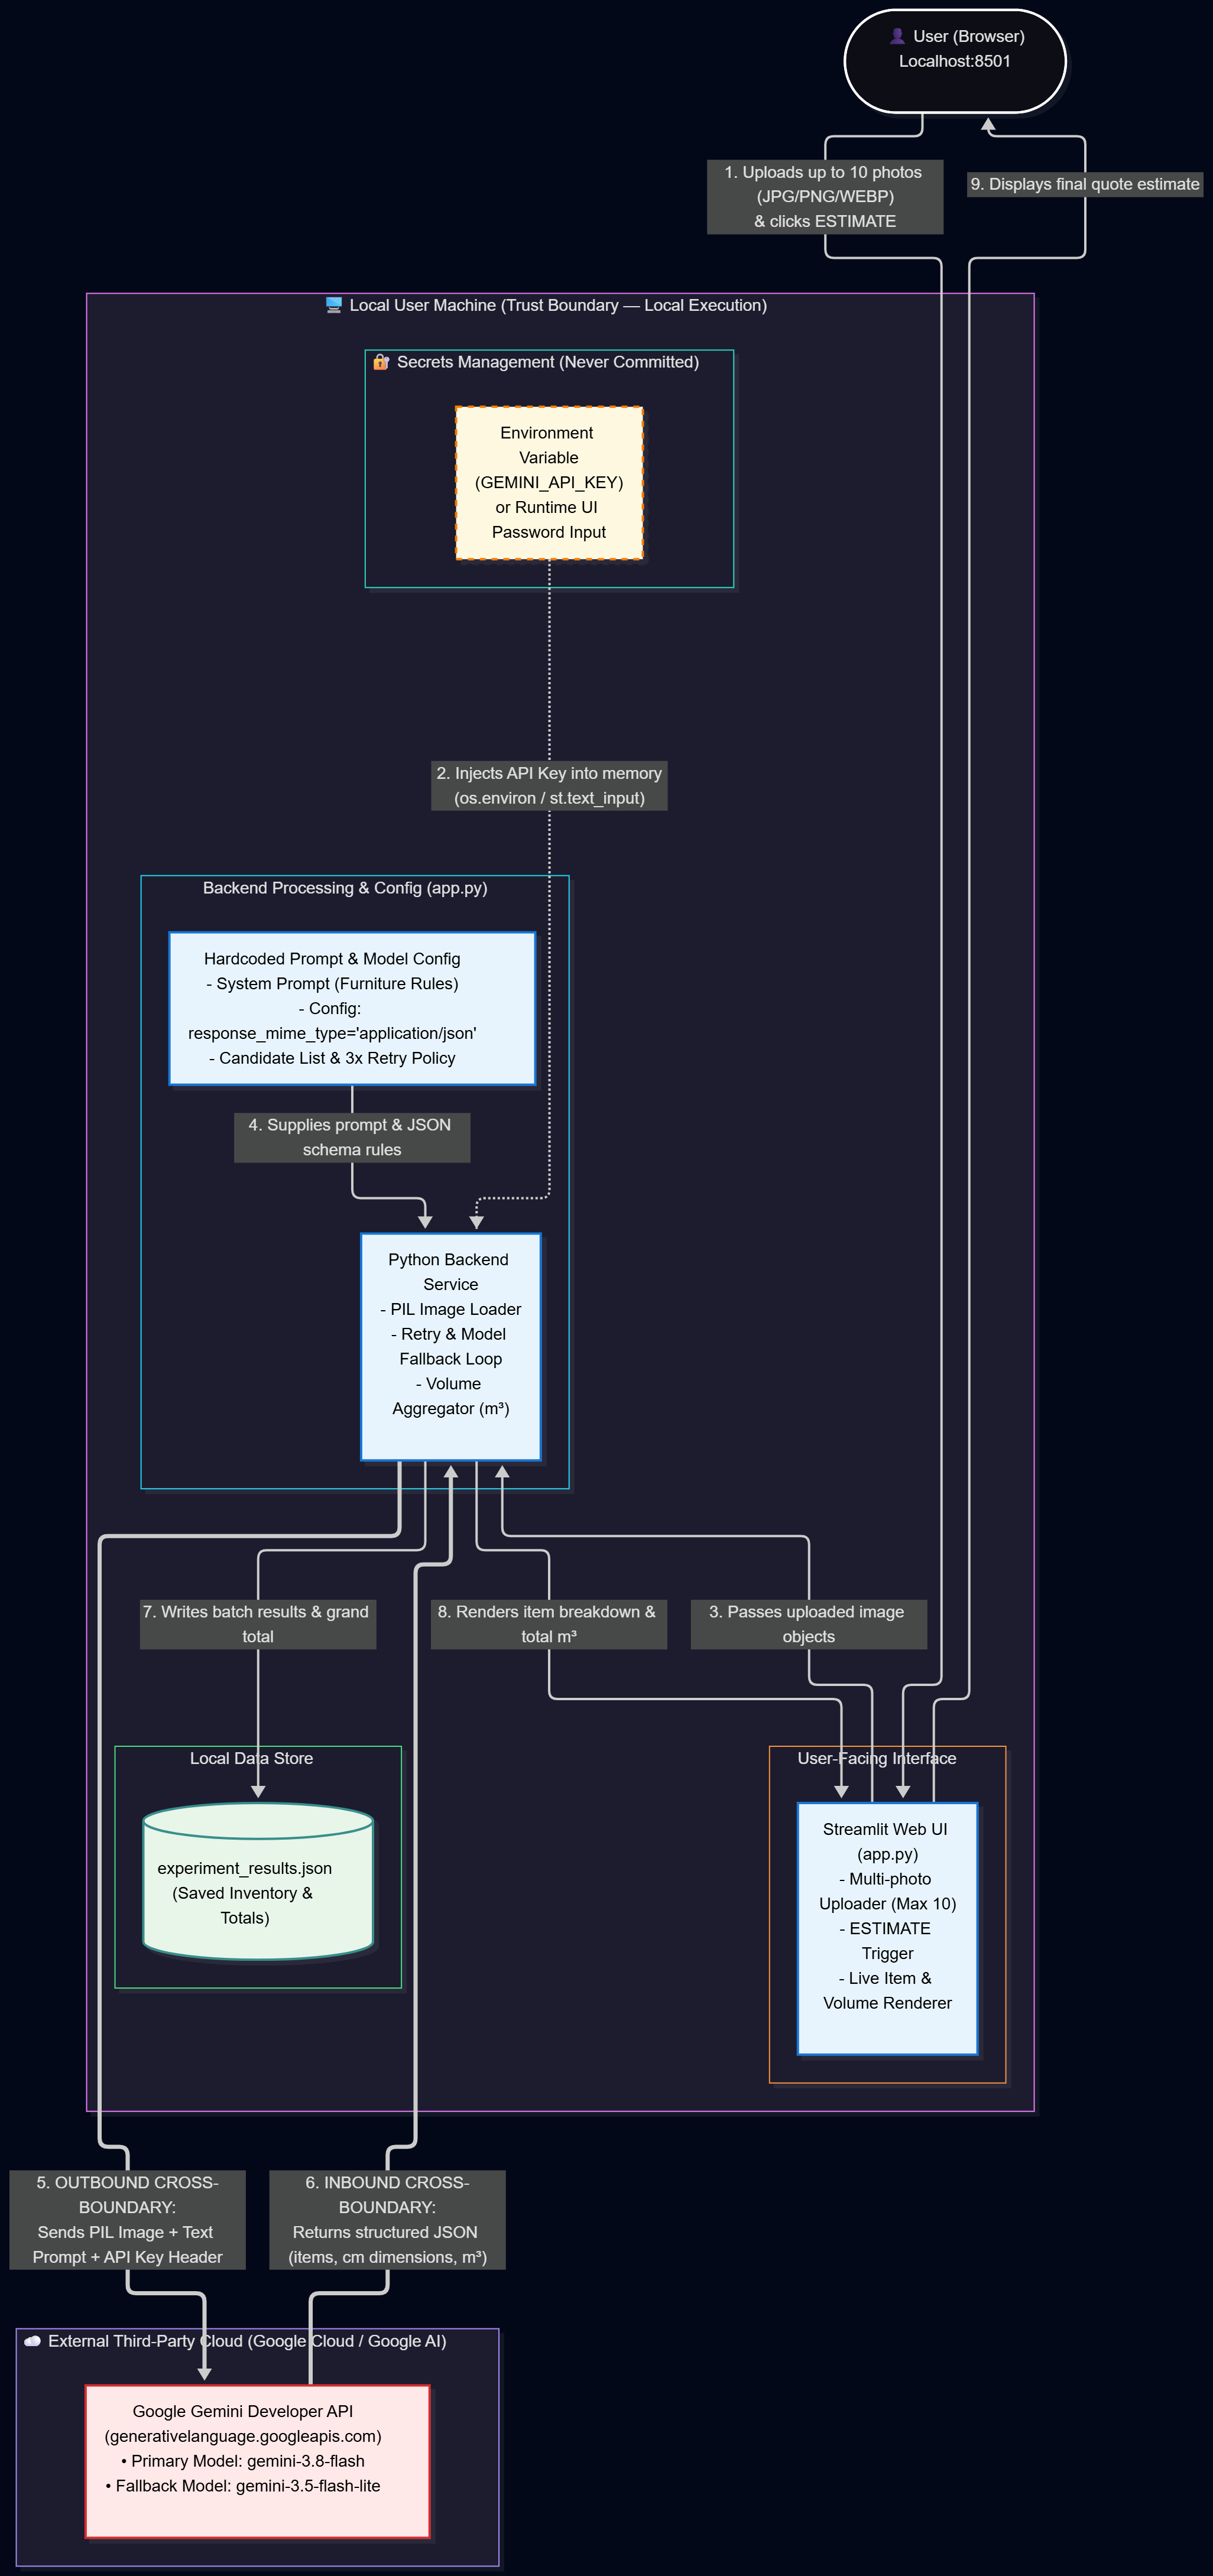 User (Browser)
Localhost:8501
1. Uploads up to 10 photos
(JPG/PNG/WEBP)
& clicks ESTIMATE
9. Displays final quote estimate
Local User Machine (Trust Boundary — Local Execution)
Secrets Management (Never Committed)
Environment
Variable
(GEMINI_API_KEY)
or Runtime UI
Password Input
2. Injects API Key into memory
(os.environ / st.text_input)
Backend Processing & Config (app.py)
Hardcoded Prompt & Model Config
- System Prompt (Furniture Rules)
- Config:
response_mime_type='application/json'
- Candidate List & 3x Retry Policy
4. Supplies prompt & JSON
schema rules
Python Backend
Service
- PIL Image Loader
- Retry & Model
Fallback Loop
- Volume
Aggregator (m³)
7. Writes batch results & grand
total
8. Renders item breakdown &
total m³
3. Passes uploaded image
objects
Local Data Store
experiment_results.json
(Saved Inventory &
Totals)
User-Facing Interface
Streamlit Web UI
(app.py)
- Multi-photo
Uploader (Max 10)
- ESTIMATE
Trigger
- Live Item &
Volume Renderer
5. OUTBOUND CROSS-
BOUNDARY:
Sends PIL Image + Text
Prompt + API Key Header
6. INBOUND CROSS-
BOUNDARY:
Returns structured JSON
(items, cm dimensions, m³)
External Third-Party Cloud (Google Cloud / Google AI)
Google Gemini Developer API
(generativelanguage.googleapis.com)
• Primary Model: gemini-3.8-flash
• Fallback Model: gemini-3.5-flash-lite